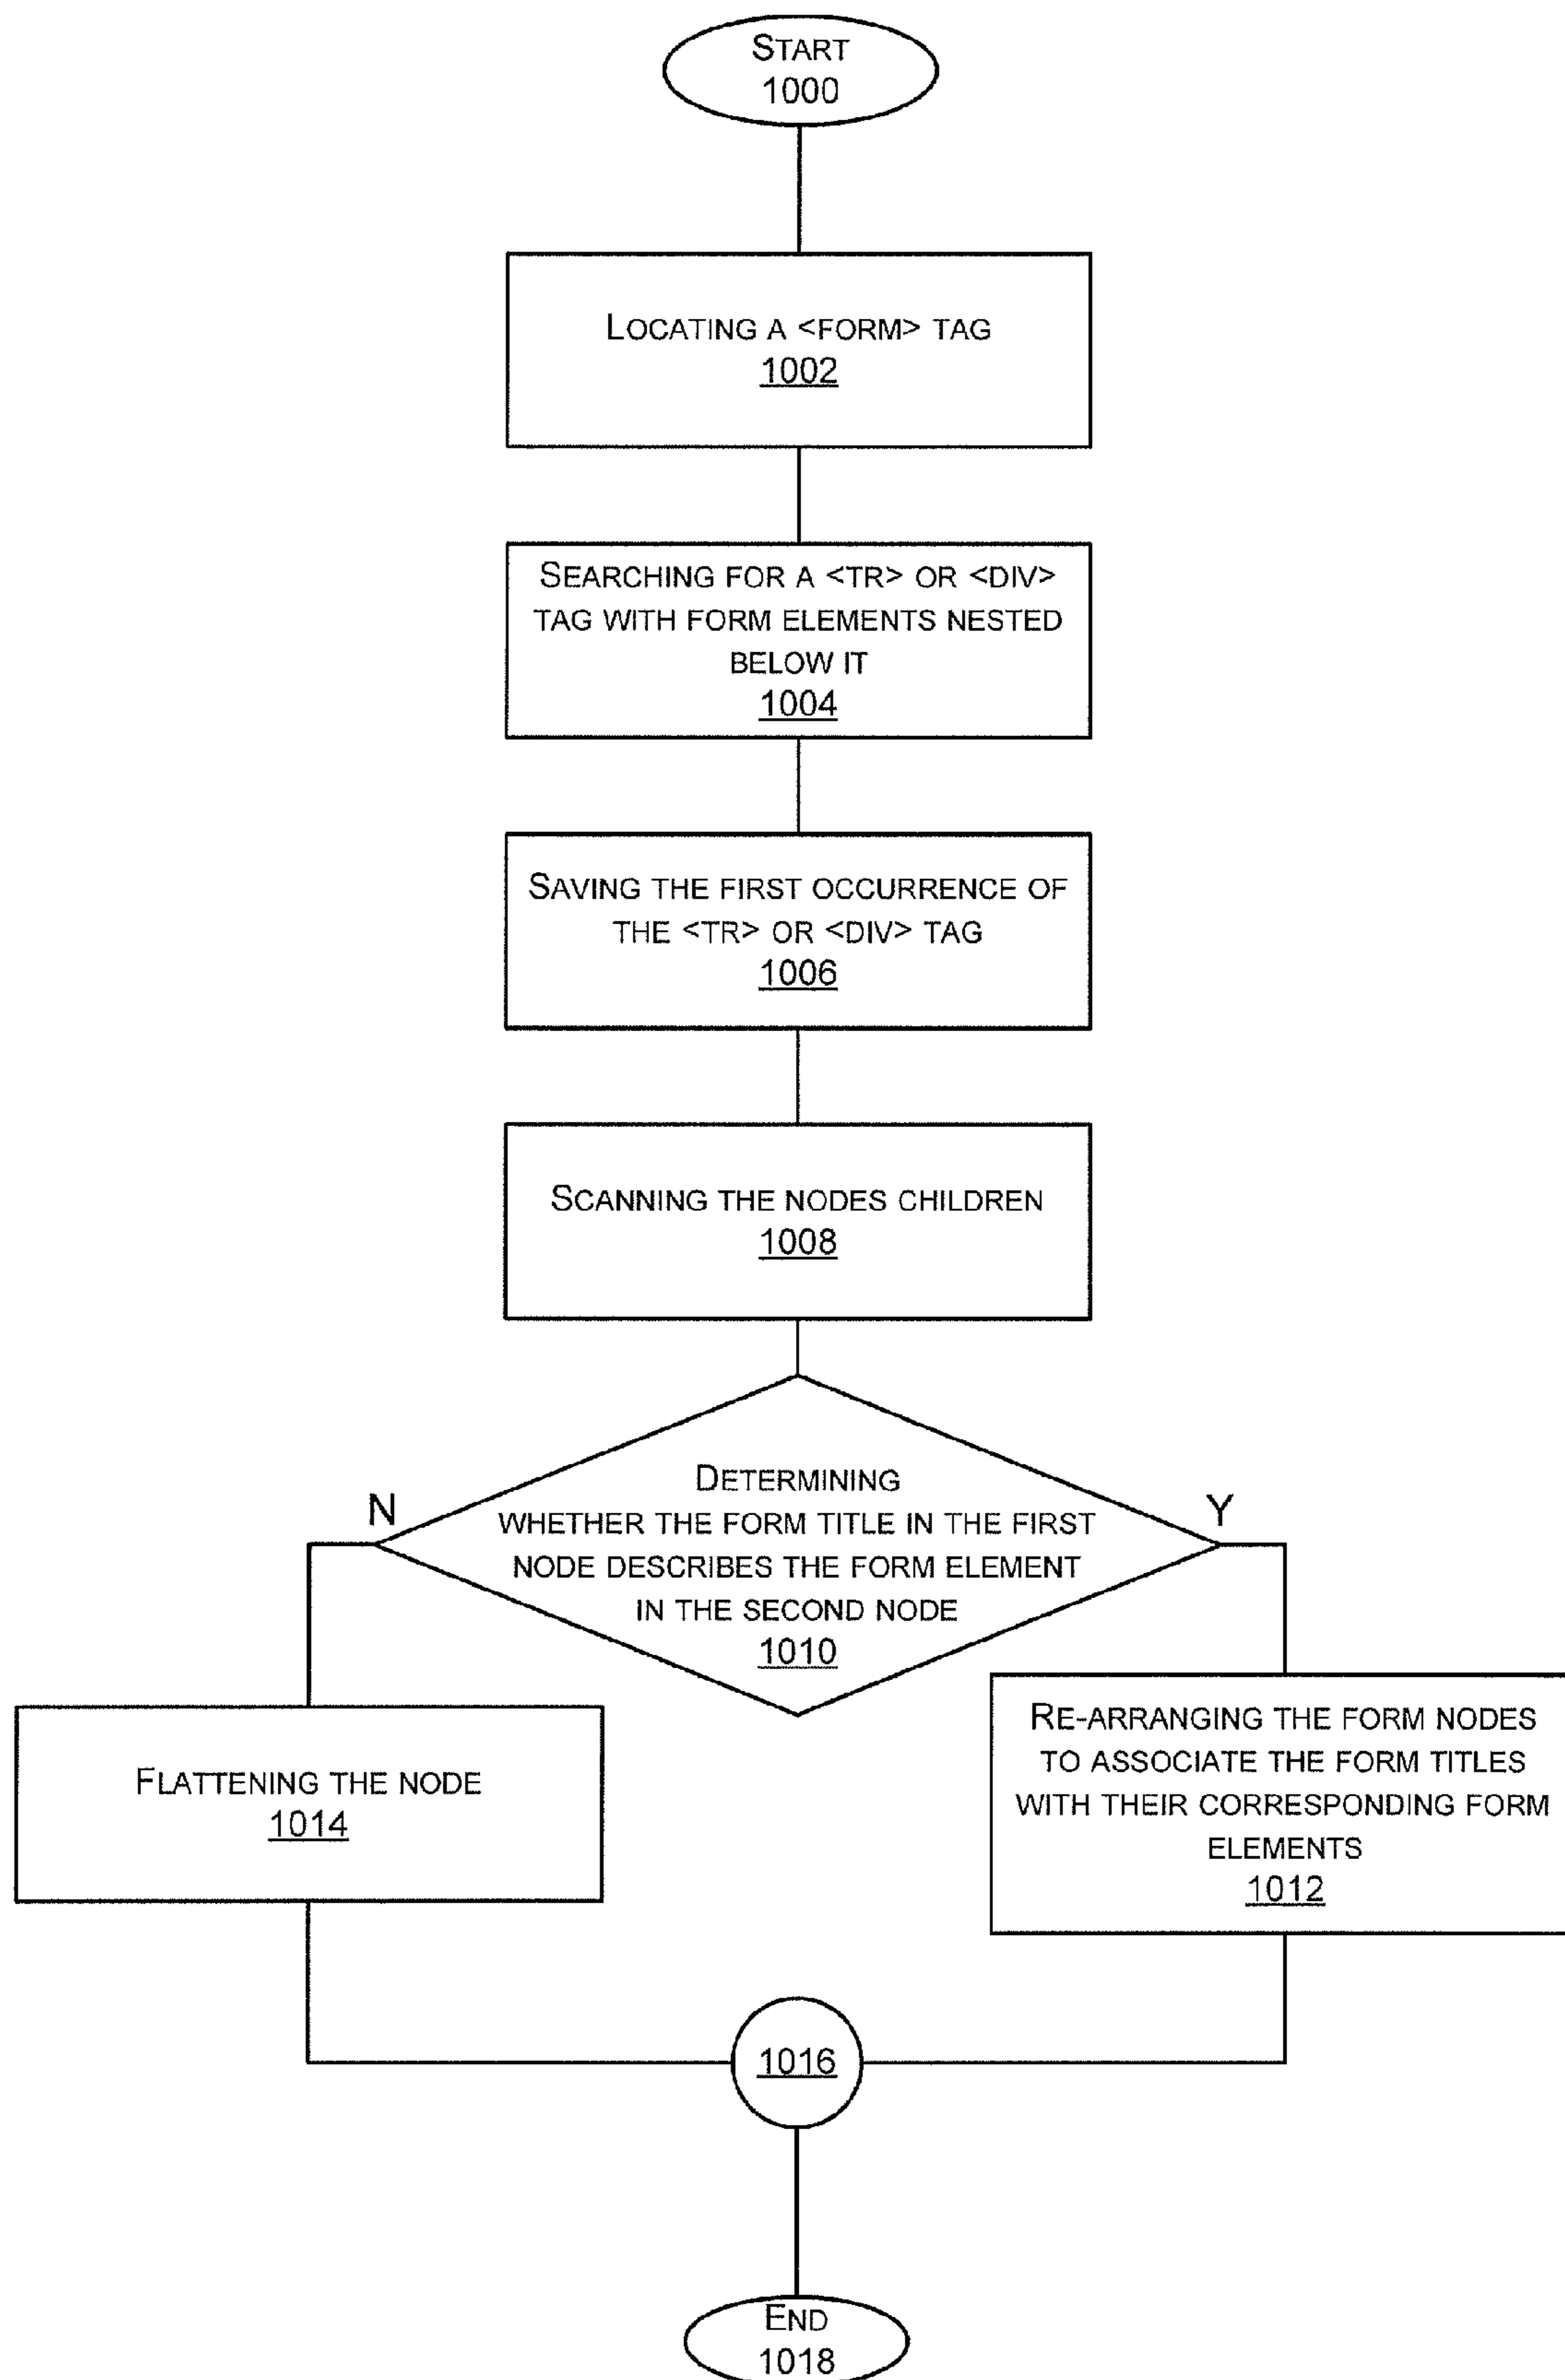 START
1000
LOCATING A <FORM> TAG
1002
SEARCHING FOR A <TR> OR <DIV>
TAG WITH FORM ELEMENTS NESTED
BELOW IT
1004
SAVING THE FIRST OCCURRENCE OF
THE <TR> OR <DIV> TAG
1006
SCANNING THE NODES CHILDREN
1008
DETERMINING
WHETHER THE FORM TITLE IN THE FIRST
NODE DESCRIBES THE FORM ELEMENT
IN THE SECOND NODE
1010
N
Y
FLATTENING THE NODE
1014
RE-ARRANGING THE FORM NODES
TO ASSOCIATE THE FORM TITLES
WITH THEIR CORRESPONDING FORM
ELEMENTS
1012
1016
END
1018